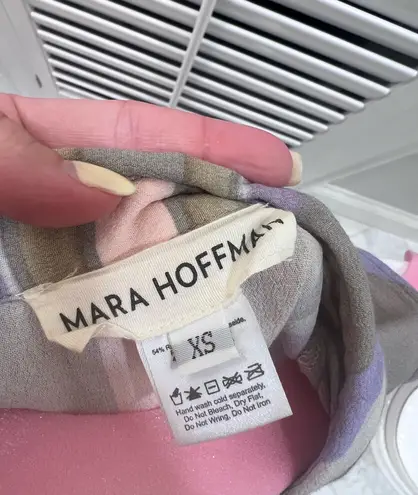 MARA HOFFMAN
XS
Hand wash cold separately,
Do Not Bleach, Dry Flat,
Do Not Wring, Do Not Iron